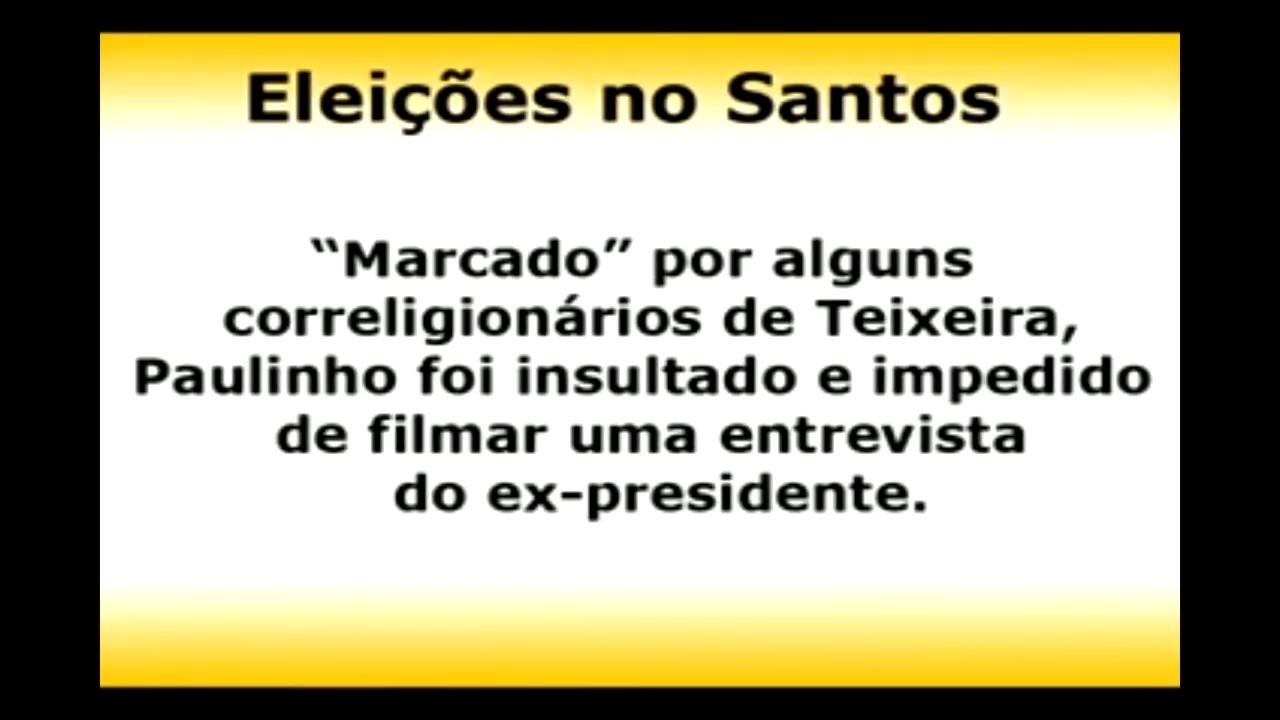 Eleições no Santos
“Marcado” por alguns
correligionários de Teixeira,
Paulinho foi insultado e impedido
de filmar uma entrevista
do ex-presidente.